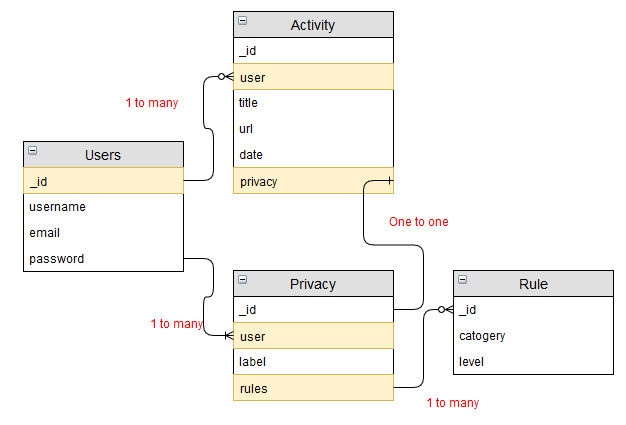 Activity
_id
user
title
url
date
privacy
1 to many
Users
_id
username
email
password
One to one
1 to many
Privacy
_id
user
label
rules
Rule
_id
catogery
level
1 to many